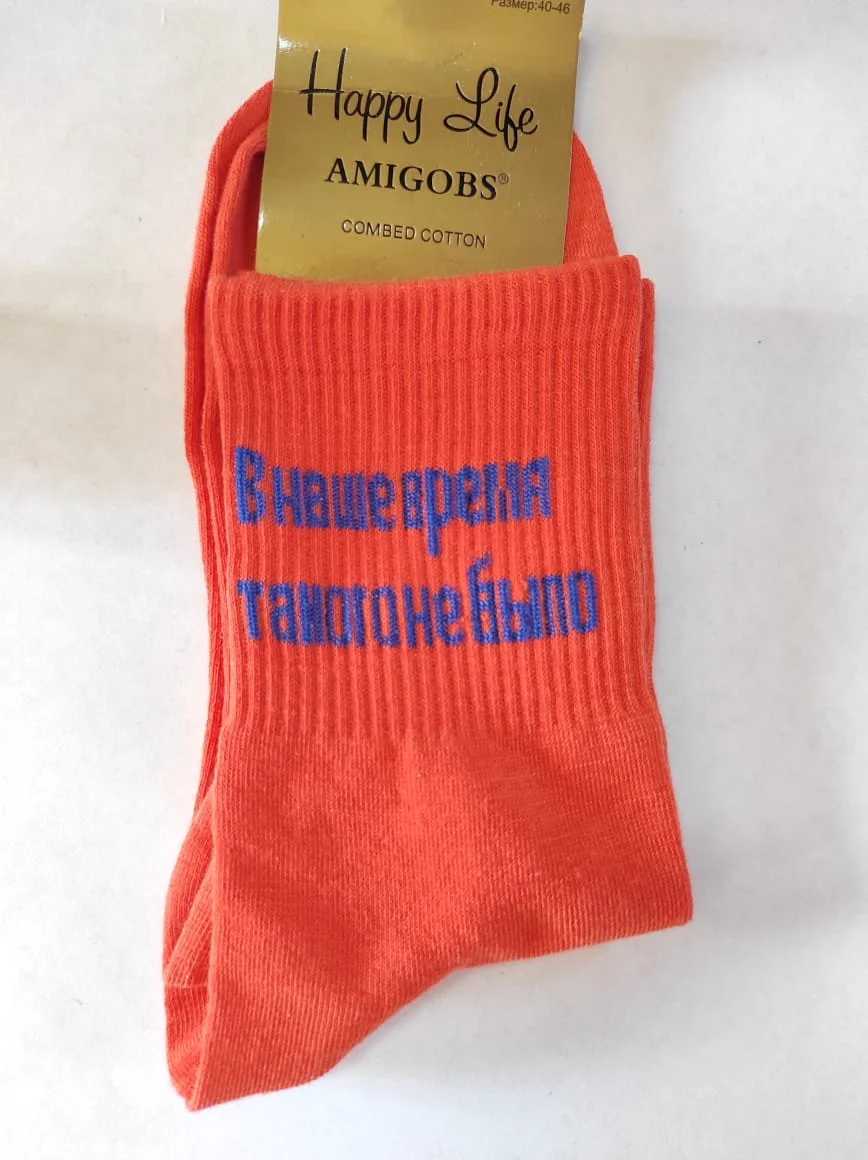 Размер:40-46
Happy Life
AMIGOBS®
COMBED COTTON
В наше время
такого не было